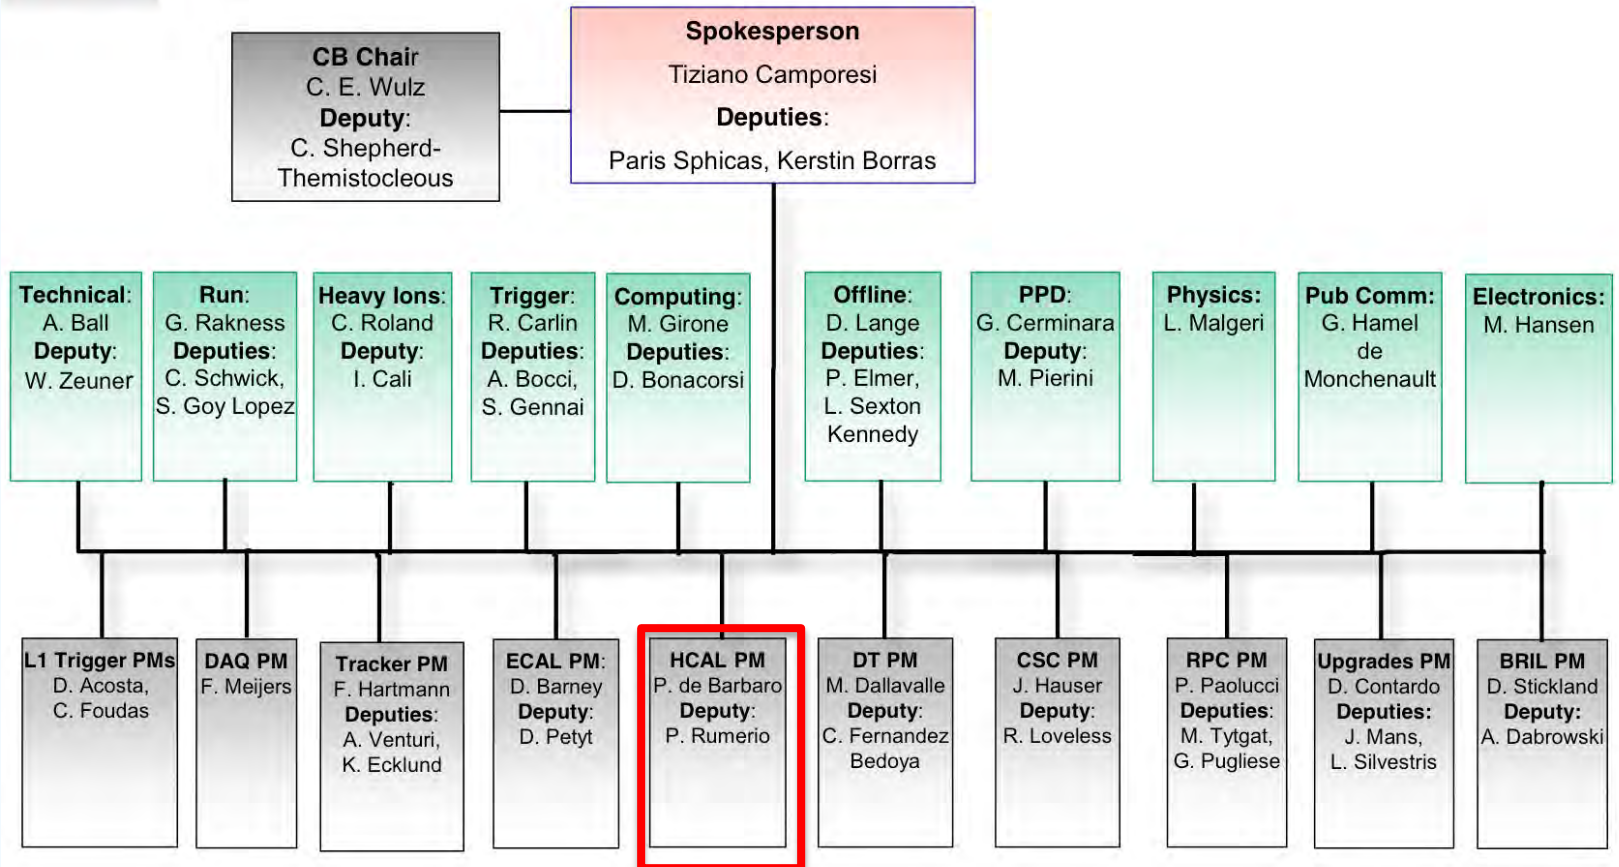 CB Chair
C. E. Wulz
Deputy:
C. Shepherd-
Themistocleous
Spokesperson
Tiziano Camporesi
Deputies:
Paris Sphicas, Kerstin Borras
Technical:
A. Ball
Deputy:
W. Zeuner
Run:
G. Rakness
Deputies:
C. Schwick,
S. Goy Lopez
Heavy Ions:
C. Roland
Deputy:
I. Cali
Trigger:
R. Carlin
Deputies:
A. Bocci,
S. Gennai
Computing:
M. Girone
Deputies:
D. Bonacorsi
Offline:
D. Lange
Deputies:
P. Elmer,
L. Sexton
Kennedy
PPD:
G. Cerminara
Deputy:
M. Pierini
Physics:
L. Malgeri
Pub Comm:
G. Hamel
de
Monchenault
Electronics:
M. Hansen
L1 Trigger PMs
D. Acosta,
C. Foudas
DAQ PM
F. Meijers
Tracker PM
F. Hartmann
Deputies:
A. Venturi,
K. Ecklund
ECAL PM:
D. Barney
Deputy:
D. Petyt
HCAL PM
P. de Barbaro
Deputy:
P. Rumerio
DT PM
M. Dallavalle
Deputy:
C. Fernandez
Bedoya
CSC PM
J. Hauser
Deputy:
R. Loveless
RPC PM
P. Paolucci
Deputies:
M. Tytgat,
G. Pugliese
Upgrades PM
D. Contardo
Deputies:
J. Mans,
L. Silvestris
BRIL PM
D. Stickland
Deputy:
A. Dabrowski